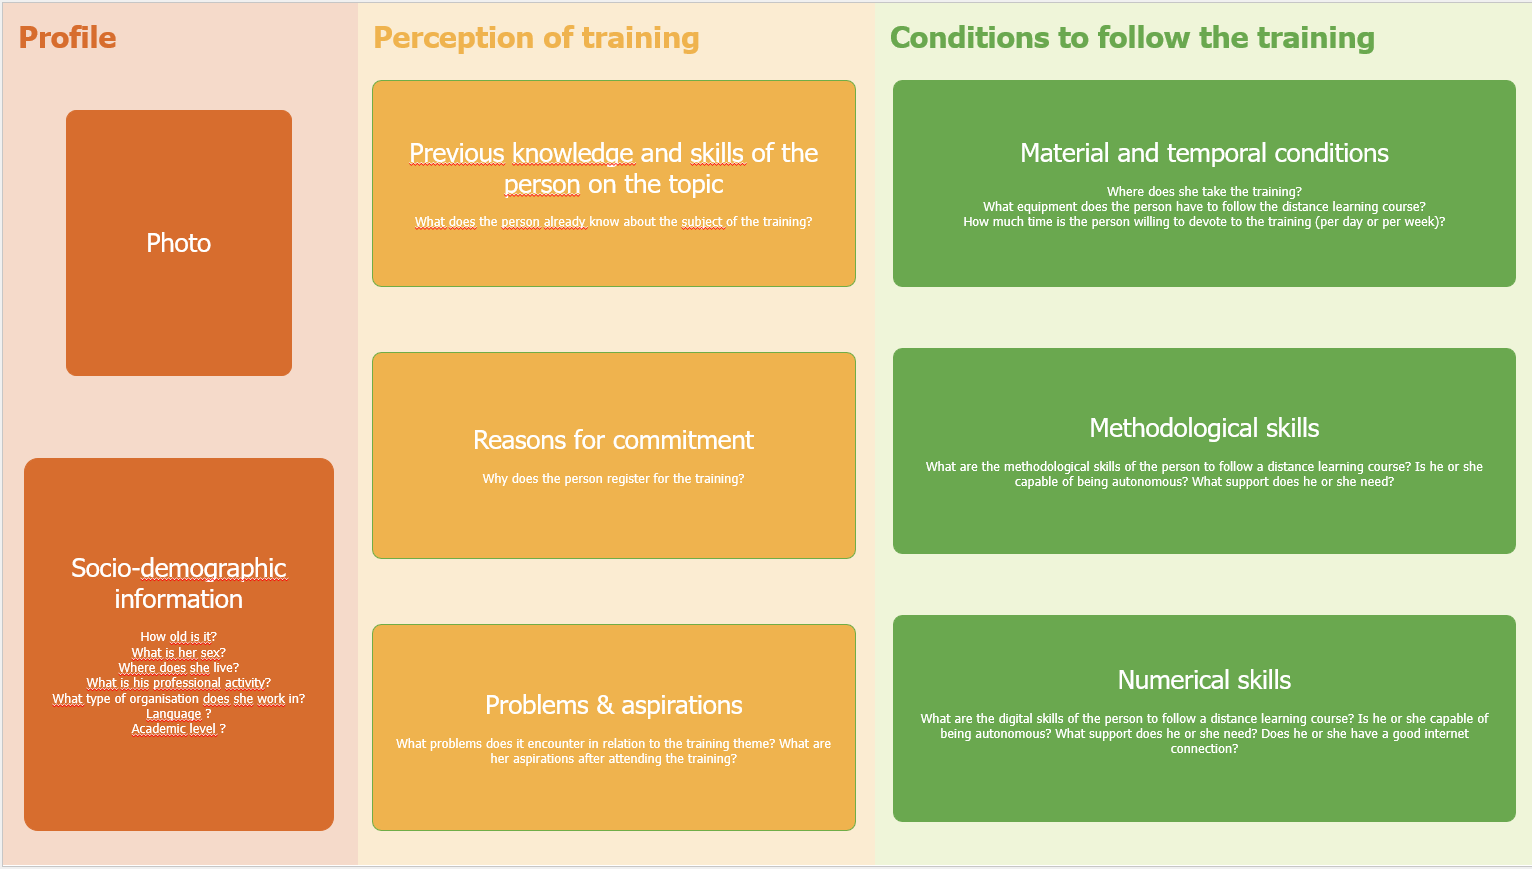 Profile
Photo
Socio-demographic
information
How old is it?
What is her sex?
Where does she live?
What is his professional activity?
What type of organisation does she work in?
Language ?
Academic level ?
Perception of training
Previous knowledge and skills of the
person on the topic
What does the person already know about the subject of the training?
Reasons for commitment
Why does the person register for the training?
Problems & aspirations
What problems does it encounter in relation to the training theme? What are
her aspirations after attending the training?
Conditions to follow the training
Material and temporal conditions
Where does she take the training?
What equipment does the person have to follow the distance learning course?
How much time is the person willing to devote to the training (per day or per week)?
Methodological skills
What are the methodological skills of the person to follow a distance learning course? Is he or she
capable of being autonomous? What support does he or she need?
Numerical skills
What are the digital skills of the person to follow a distance learning course? Is he or she capable of
being autonomous? What support does he or she need? Does he or she have a good internet
connection?